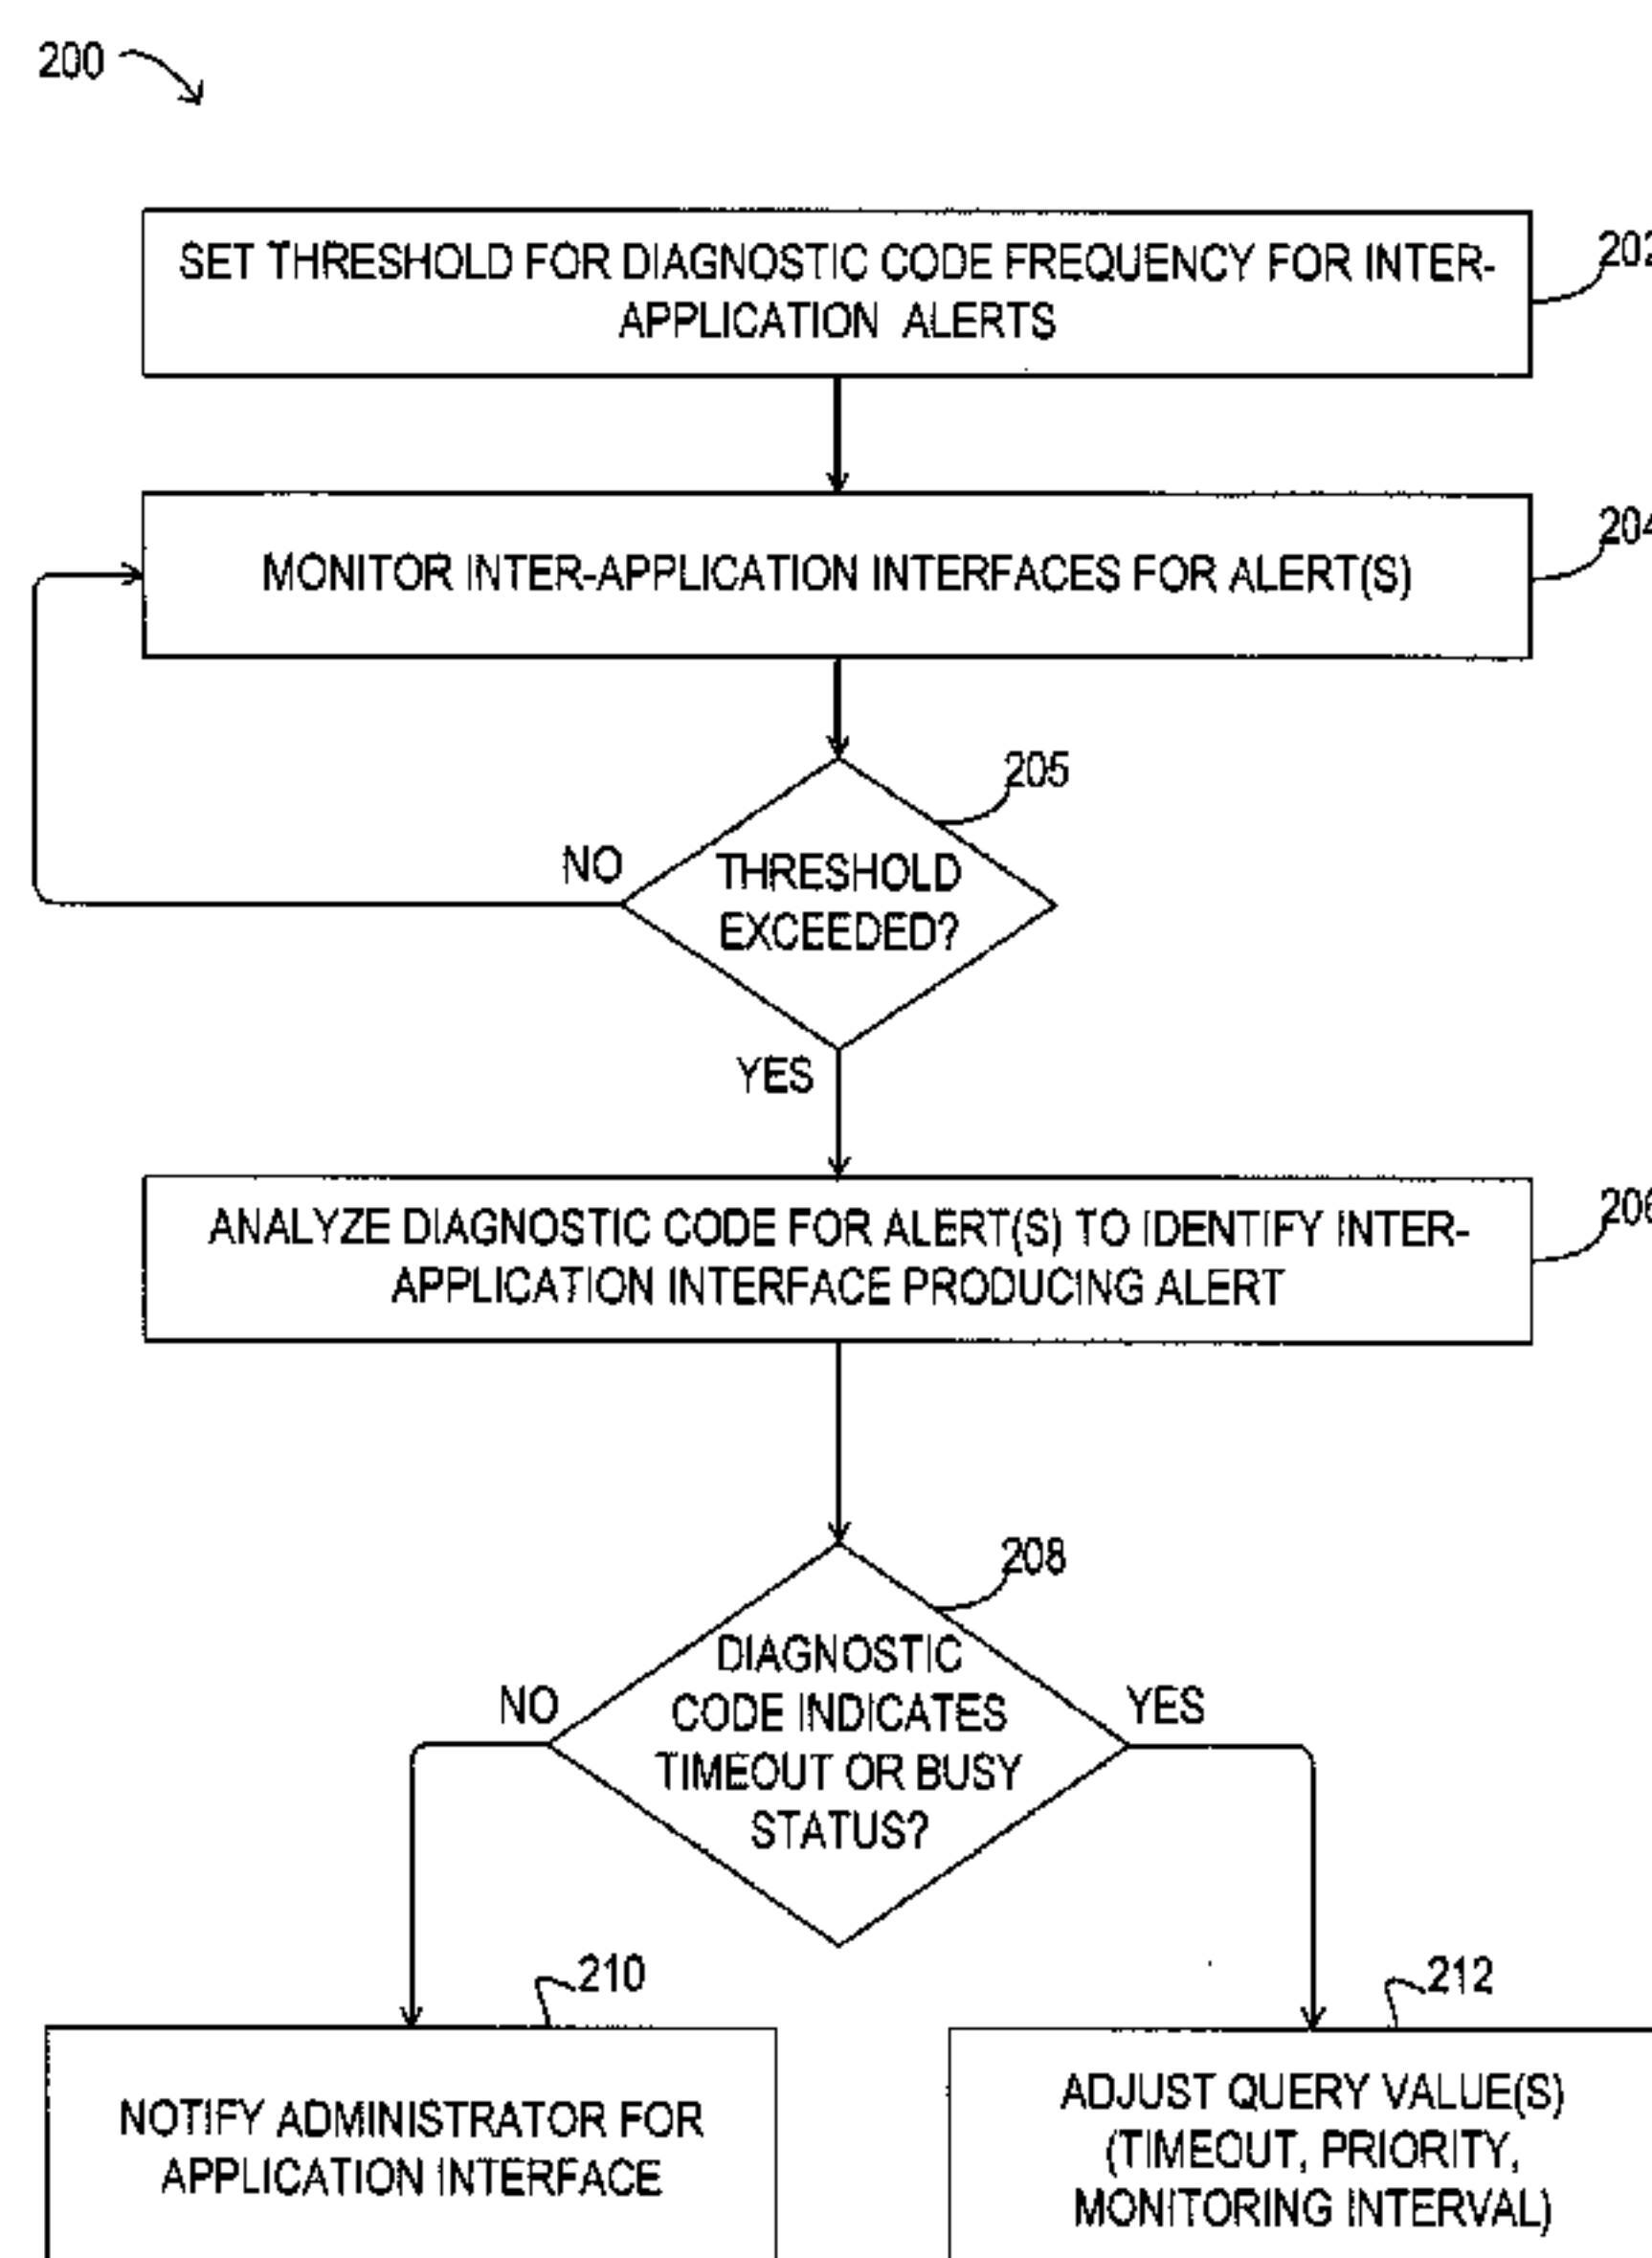 200
SET THRESHOLD FOR DIAGNOSTIC CODE FREQUENCY FOR INTER-
APPLICATION ALERTS
202
MONITOR INTER-APPLICATION INTERFACES FOR ALERT(S)
204
205
NO
THRESHOLD
EXCEEDED?
YES
ANALYZE DIAGNOSTIC CODE FOR ALERT(S) TO IDENTIFY INTER-
APPLICATION INTERFACE PRODUCING ALERT
206
208
DIAGNOSTIC
CODE INDICATES
TIMEOUT OR BUSY
STATUS?
NO
YES
210
NOTIFY ADMINISTRATOR FOR
APPLICATION INTERFACE
212
ADJUST QUERY VALUE(S)
(TIMEOUT, PRIORITY,
MONITORING INTERVAL)